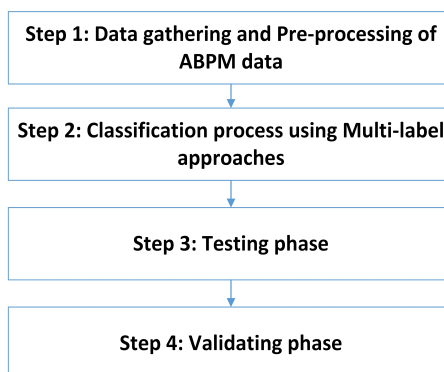 Step 1: Data gathering and Pre-processing of
ABPM data
Step 2: Classification process using Multi-label
approaches
Step 3: Testing phase
Step 4: Validating phase